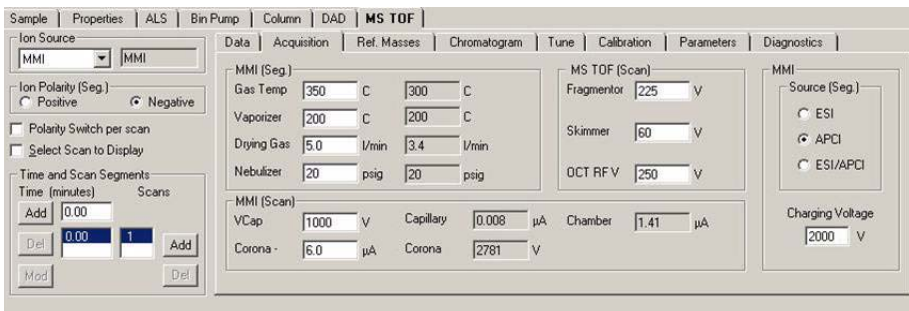 Sample Properties ALS Bin Pump Column DAD MS TOF
Ion Source
MMI MMI
Ion Polarity (Seg.)
Positive Negative
Polarity Switch per scan
Select Scan to Display
Time and Scan Segments
Time (minutes) Scans
Add 0.00
Del 0.00 1 Add
Mod Del
Data Acquisition Ref. Masses Chromatogram Tune Calibration Parameters Diagnostics
MMI (Seg.)
Gas Temp 350 C 300 C
Vaporizer 200 C 200 C
Drying Gas 5.0 l/min 3.4 l/min
Nebulizer 20 psig 20 psig
MS TOF (Scan)
Fragmentor 225 V
Skimmer 60 V
OCT RF V 250 V
MMI (Scan)
VCap 1000 V Capillary 0.008 µA Chamber 1.41 µA
Corona - 6.0 µA Corona 2781 V
MMI
Source (Seg.)
ESI
APCI
ESI/APCI
Charging Voltage
2000 V